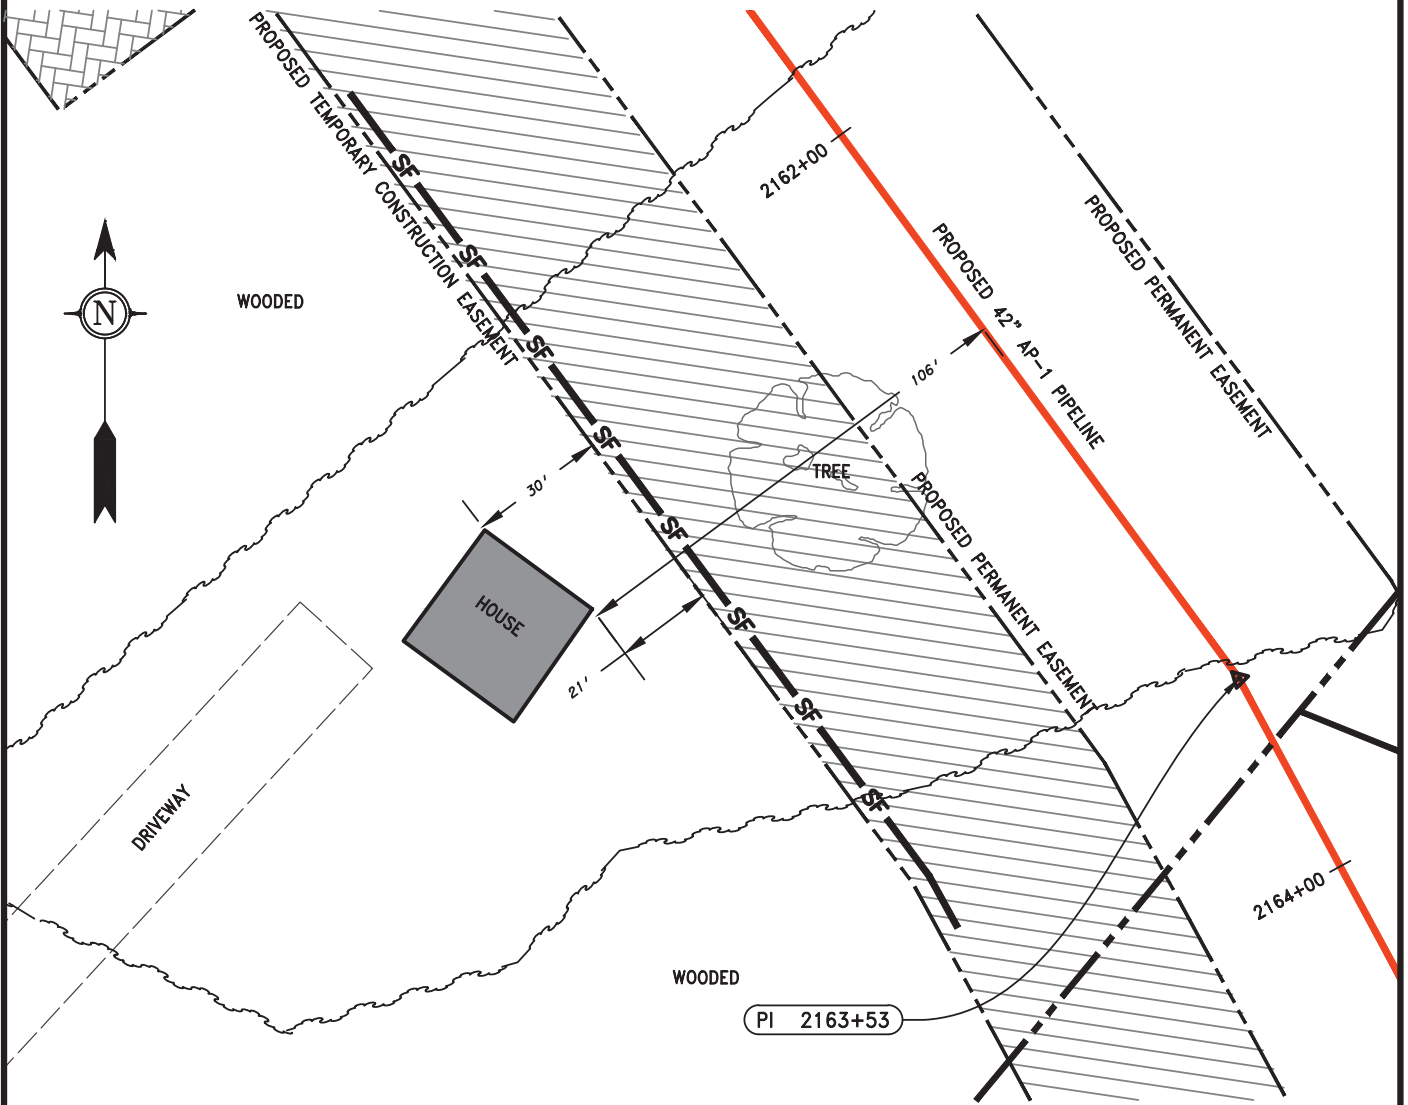 PROPOSED TEMPORARY CONSTRUCTION EASEMENT
2162+00
PROPOSED 42" AP-1 PIPELINE
PROPOSED PERMANENT EASEMENT
N
WOODED
SF
SF
SF
SF
SF
SF
SF
SF
106'
TREE
30'
PROPOSED PERMANENT EASEMENT
HOUSE
21'
DRIVEWAY
2164+00
WOODED
PI 2163+53